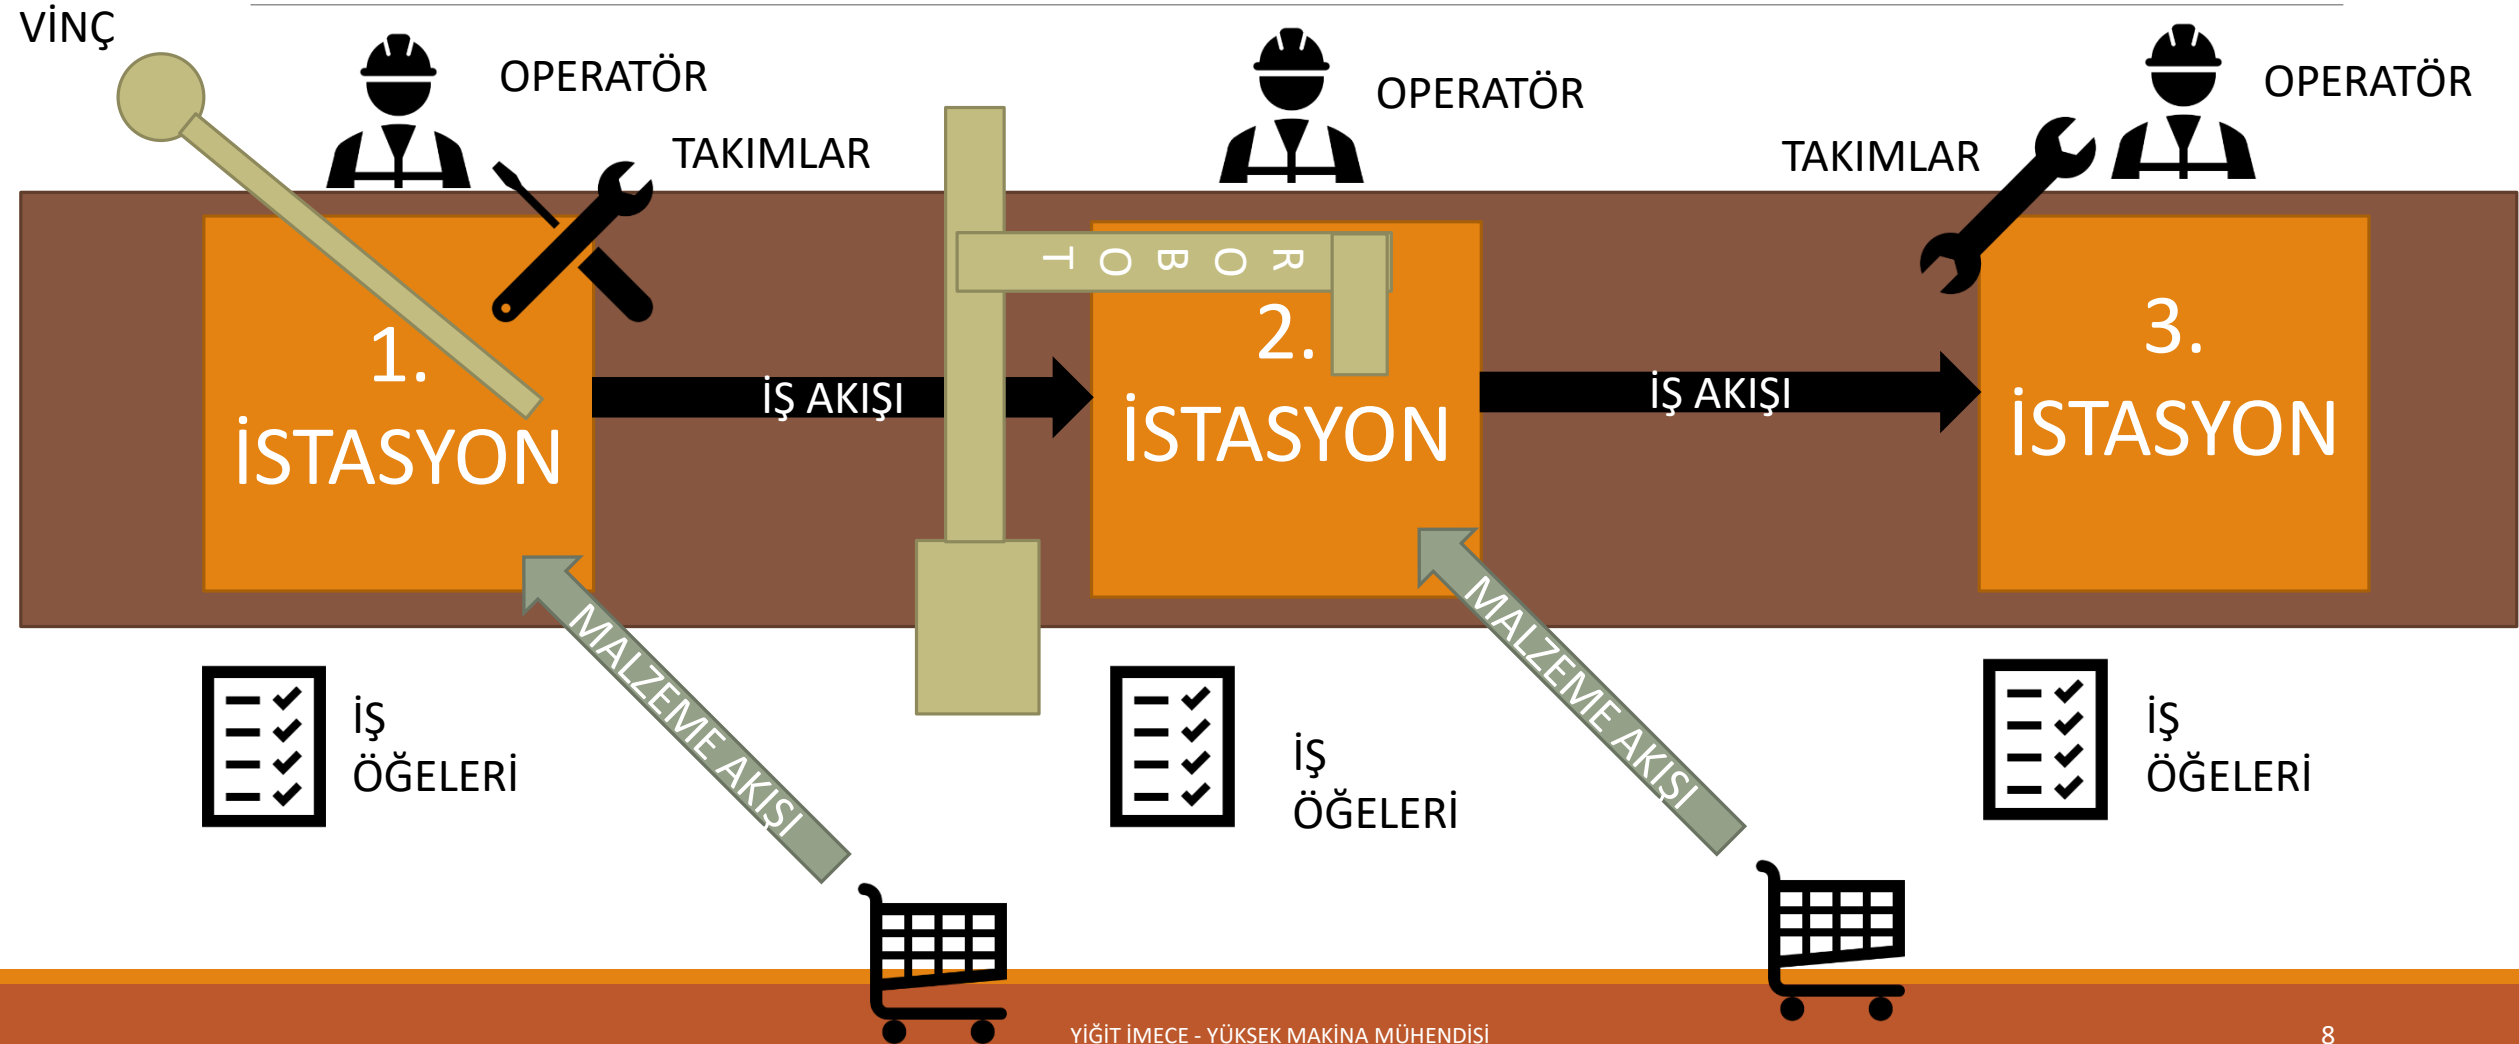 VİNÇ
OPERATÖR
TAKIMLAR
OPERATÖR
TAKIMLAR
OPERATÖR
1.
İSTASYON
İŞ AKIŞI
ROBOT
2.
İSTASYON
İŞ AKIŞI
3.
İSTASYON
MALZEME AKIŞI
MALZEME AKIŞI
İŞ
ÖĞELERİ
İŞ
ÖĞELERİ
İŞ
ÖĞELERİ
YİĞİT İMECE - YÜKSEK MAKİNA MÜHENDİSİ
8